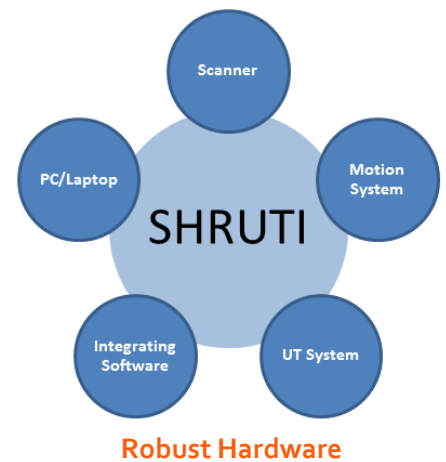 Scanner
PC/Laptop
Motion
System
SHRUTI
Integrating
Software
UT System
Robust Hardware